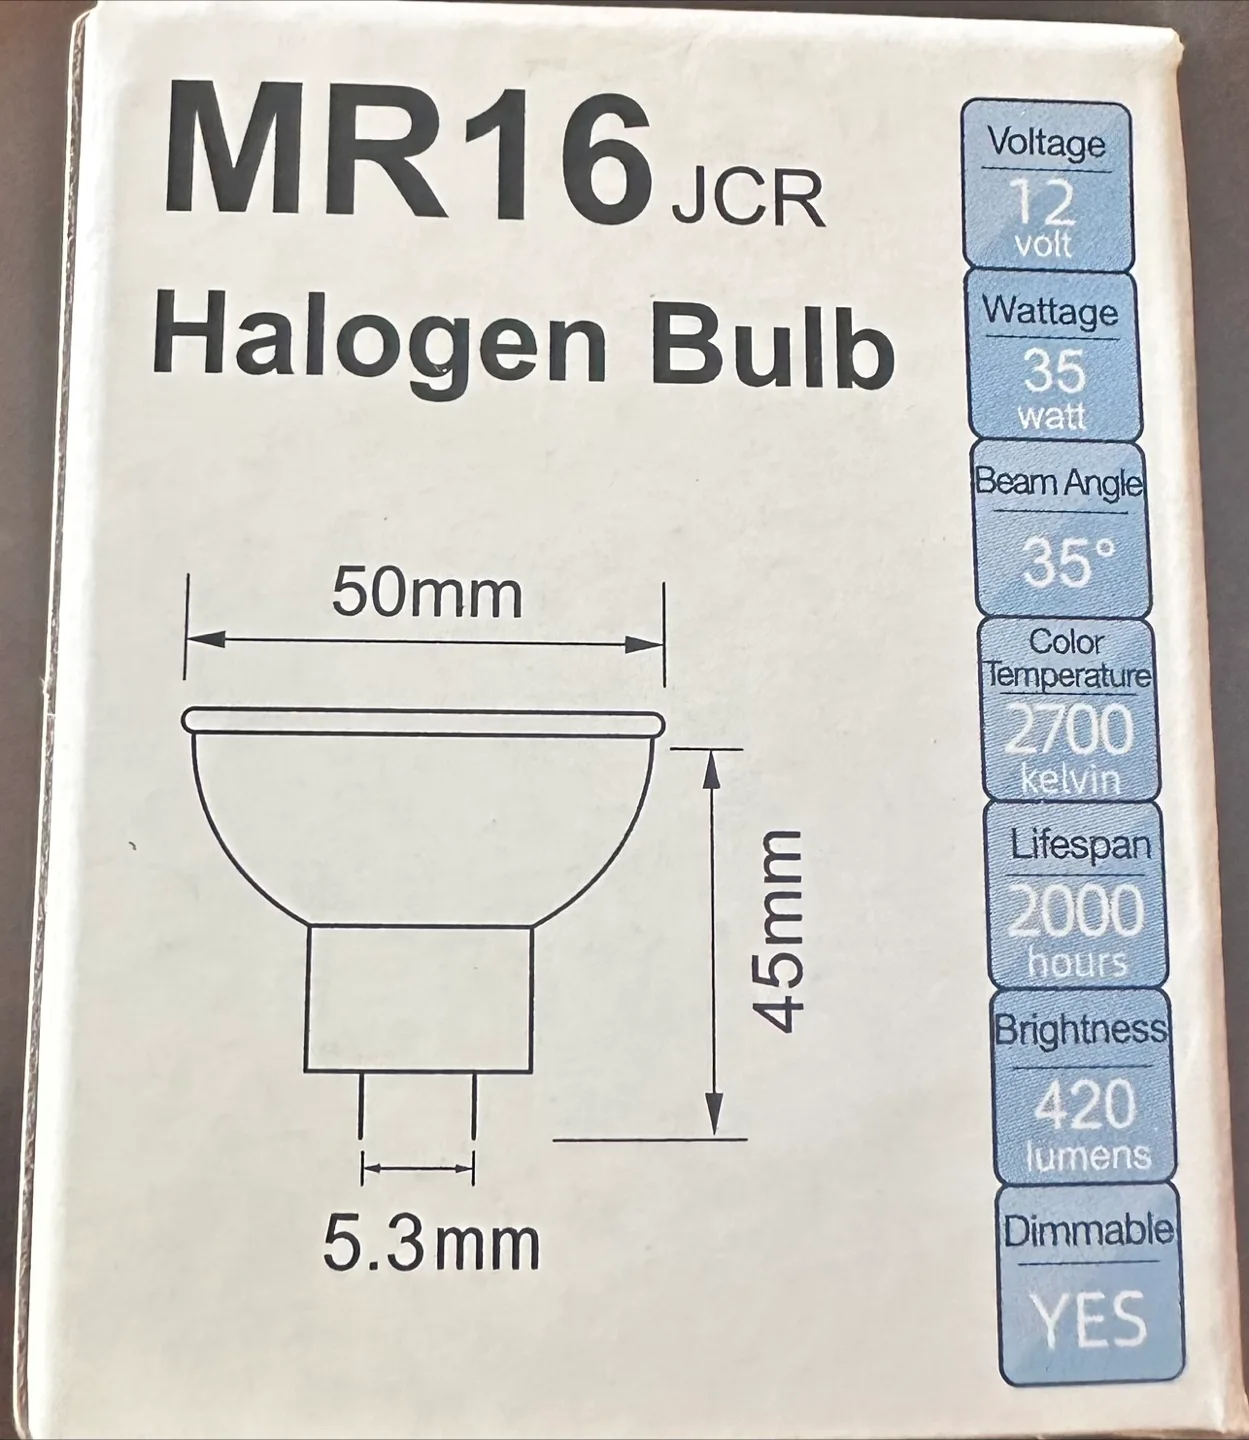 MR16 JCR
Halogen Bulb
50mm
45mm
5.3mm
Voltage
12
volt
Wattage
35
watt
Beam Angle
35°
Color
Temperature
2700
kelvin
Lifespan
2000
hours
Brightness
420
lumens
Dimmable
YES